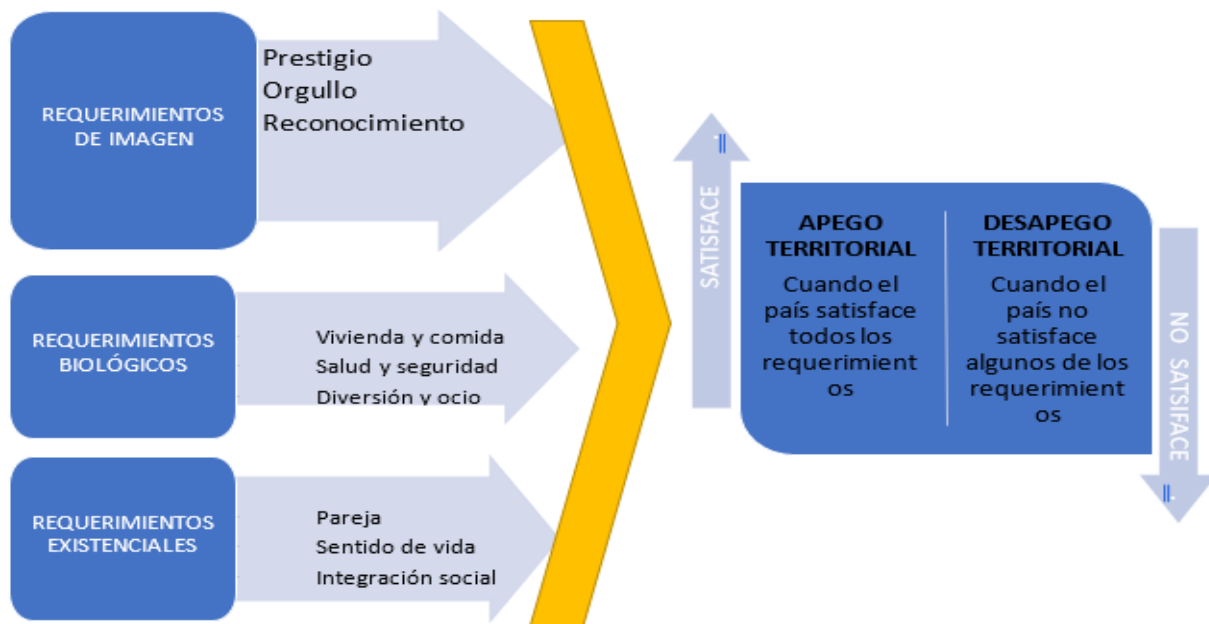 REQUERIMIENTOS
DE IMAGEN
Prestigio
Orgullo
Reconocimiento
REQUERIMIENTOS
BIOLÓGICOS
Vivienda y comida
Salud y seguridad
Diversión y ocio
REQUERIMIENTOS
EXISTENCIALES
Pareja
Sentido de vida
Integración social
SATISFACE
APEGO
TERRITORIAL
Cuando el
país satisface
todos los
requerimient
os
DESAPEGO
TERRITORIAL
Cuando el
país no
satisface
algunos de los
requerimient
os
NO SATSIFACE